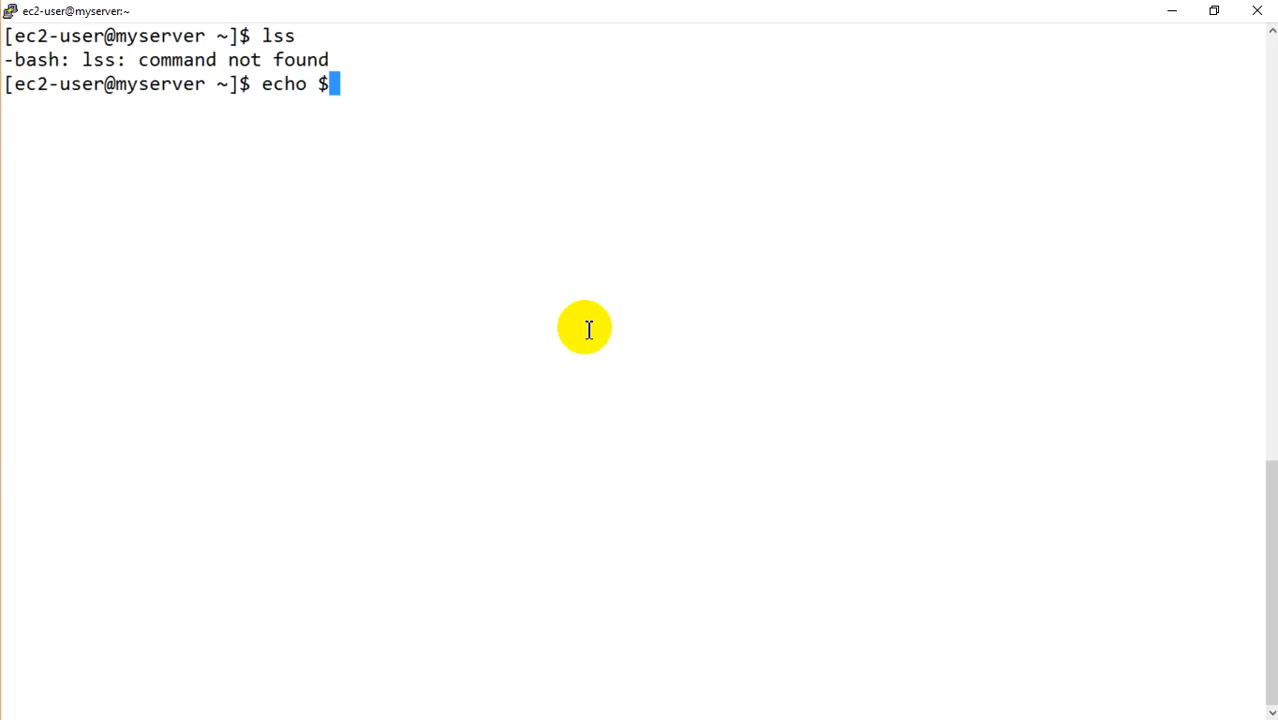 ec2-user@myserver:~
[ec2-user@myserver ~]$ lss
-bash: lss: command not found
[ec2-user@myserver ~]$ echo $